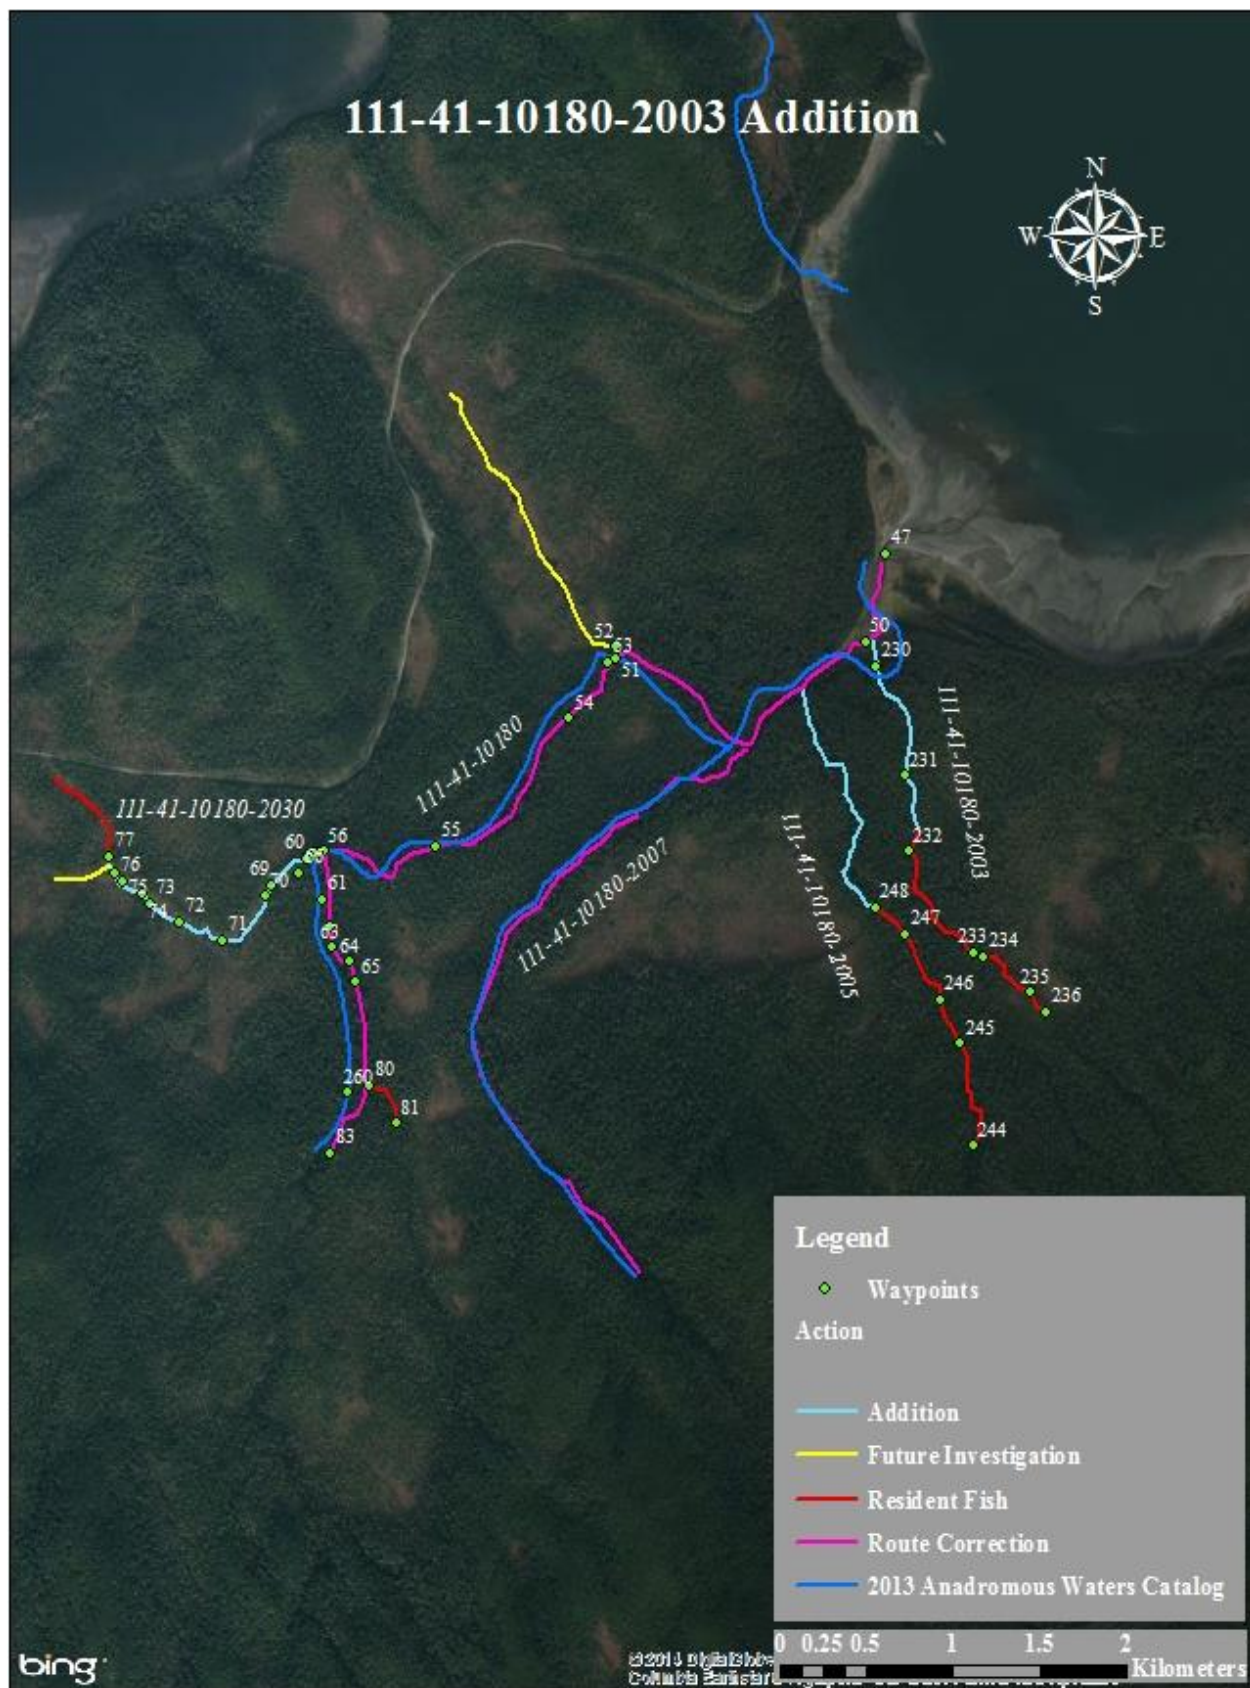 111-41-10180-2003 Addition
N
W E
S
47
52
50
53
230
51
54
111-41-10180
111-41-10180-2003
231
111-41-10180-2030
56
60
55
232
77
76
69
70
61
75
73
74
72
71
111-41-10180-2007
111-41-10180-2005
248
247
63
64
233
234
65
246
235
236
245
260
80
81
83
244
Legend
Waypoints
Action
Addition
Future Investigation
Resident Fish
Route Correction
2013 Anadromous Waters Catalog
0 0.25 0.5 1 1.5 2
Kilometers
bing